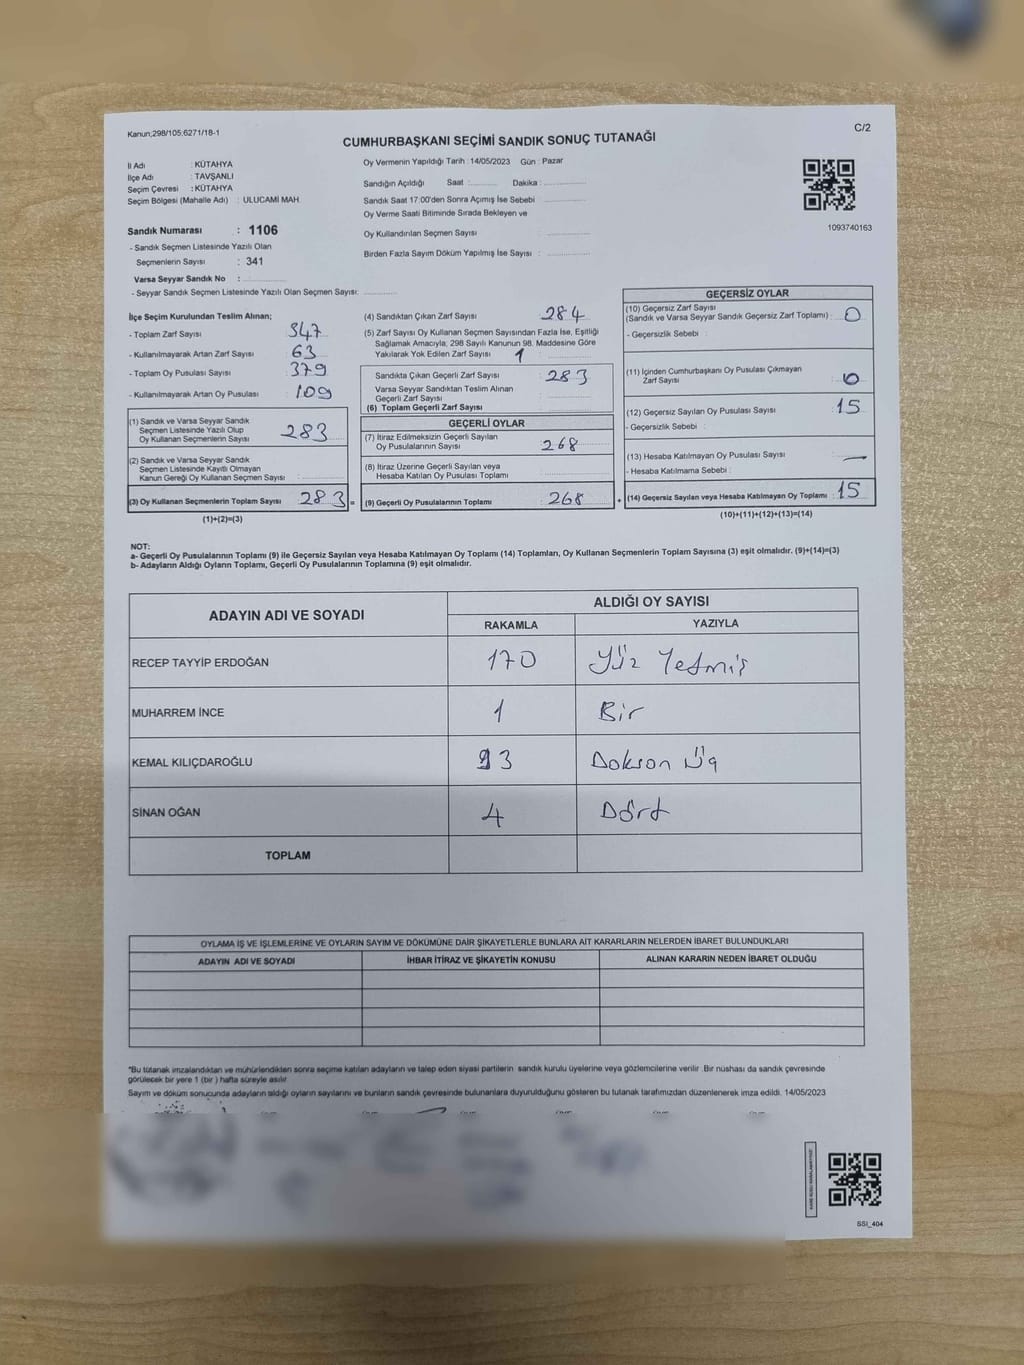 Kanun;298/105;6271/18-1
C/2
CUMHURBAŞKANI SEÇİMİ SANDIK SONUÇ TUTANAĞI
İl Adı : KÜTAHYA
İlçe Adı : TAVŞANLI
Seçim Çevresi : KÜTAHYA
Seçim Bölgesi (Mahalle Adı) : ULUCAMİ MAH.
Sandık Numarası : 1106
- Sandık Seçmen Listesinde Yazılı Olan
Seçmenlerin Sayısı : 341
Varsa Seyyar Sandık No :
- Seyyar Sandık Seçmen Listesinde Yazılı Olan Seçmen Sayısı:
Oy Vermenin Yapıldığı Tarih :14/05/2023 Gün : Pazar
Sandığın Açıldığı Saat : Dakika :
Sandık Saat 17:00'den Sonra Açımış İse Sebebi
Oy Verme Saati Bitiminde Sırada Bekleyen ve
Oy Kullandırılan Seçmen Sayısı :
Birden Fazla Sayım Döküm Yapılmış İse Sayısı :
1093740163
İlçe Seçim Kurulundan Teslim Alınan;
- Toplam Zarf Sayısı 347
- Kullanılmayarak Artan Zarf Sayısı 63
- Toplam Oy Pusulası Sayısı 379
- Kullanılmayarak Artan Oy Pusulası 109
(1) Sandık ve Varsa Seyyar Sandık
Seçmen Listesinde Yazılı Olup
Oy Kullanan Seçmenlerin Sayısı : 283
(2) Sandık ve Varsa Seyyar Sandık
Seçmen Listesinde Kayıtlı Olmayan
Kanun Gereği Oy Kullanan Seçmen Sayısı :
(3) Oy Kullanan Seçmenlerin Toplam Sayısı : 283 =
(1)+(2)=(3)
(4) Sandıktan Çıkan Zarf Sayısı : 284
(5) Zarf Sayısı Oy Kullanan Seçmen Sayısından Fazla İse, Eşitliği
Sağlamak Amacıyla, 298 Sayılı Kanunun 98. Maddesine Göre
Yakılarak Yok Edilen Zarf Sayısı 1
Sandıkta Çıkan Geçerli Zarf Sayısı : 283
Varsa Seyyar Sandıktan Teslim Alınan
Geçerli Zarf Sayısı :
(6) Toplam Geçerli Zarf Sayısı
GEÇERLİ OYLAR
(7) İtiraz Edilmeksizin Geçerli Sayılan
Oy Pusulalarının Sayısı : 268
(8) İtiraz Üzerine Geçerli Sayılan veya
Hesaba Katılan Oy Pusulası Toplamı :
(9) Geçerli Oy Pusulalarının Toplamı : 268 +
GEÇERSİZ OYLAR
(10) Geçersiz Zarf Sayısı
(Sandık ve Varsa Seyyar Sandık Geçersiz Zarf Toplamı) : 0
- Geçersizlik Sebebi :
(11) İçinden Cumhurbaşkanı Oy Pusulası Çıkmayan
Zarf Sayısı : 0
(12) Geçersiz Sayılan Oy Pusulası Sayısı : 15
- Geçersizlik Sebebi :
(13) Hesaba Katılmayan Oy Pusulası Sayısı : —
- Hesaba Katılmama Sebebi :
(14) Geçersiz Sayılan veya Hesaba Katılmayan Oy Toplamı : 15
(10)+(11)+(12)+(13)=(14)
NOT:
a- Geçerli Oy Pusulalarının Toplamı (9) ile Geçersiz Sayılan veya Hesaba Katılmayan Oy Toplamı (14) Toplamları, Oy Kullanan Seçmenlerin Toplam Sayısına (3) eşit olmalıdır. (9)+(14)=(3)
b- Adayların Aldığı Oyların Toplamı, Geçerli Oy Pusulalarının Toplamına (9) eşit olmalıdır.
ADAYIN ADI VE SOYADI
ALDIĞI OY SAYISI
RAKAMLA YAZIYLA
RECEP TAYYİP ERDOĞAN 170 Yüz Yetmiş
MUHARREM İNCE 1 Bir
KEMAL KILIÇDAROĞLU 93 Dokson Üç
SİNAN OĞAN 4 Dört
TOPLAM
OYLAMA İŞ VE İŞLEMLERİNE VE OYLARIN SAYIM VE DÖKÜMÜNE DAİR ŞİKAYETLERLE BUNLARA AİT KARARLARIN NELERDEN İBARET BULUNDUKLARI
ADAYIN ADI VE SOYADI İHBAR İTİRAZ VE ŞİKAYETİN KONUSU ALINAN KARARIN NEDEN İBARET OLDUĞU
*Bu tutanak imzalandıktan ve mühürlendikten sonra seçime katılan adayların ve talep eden siyasi partilerin sandık kurulu üyelerine veya gözlemcilerine verilir .Bir nüshası da sandık çevresinde
görülecek bir yere 1 (bir ) hafta süreyle asılır
Sayım ve döküm sonucunda adayların aldığı oyların sayılarını ve bunların sandık çevresinde bulunanlara duyurulduğunu gösteren bu tutanak tarafımızdan düzenlenerek imza edildi. 14/05/2023
SSİ_404